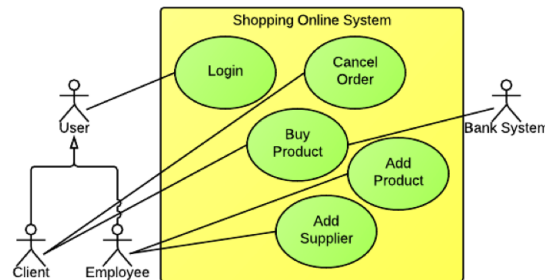 Shopping Online System
Login
Cancel
Order
User
Buy
Product
Bank System
Add
Product
Add
Supplier
Client
Employee